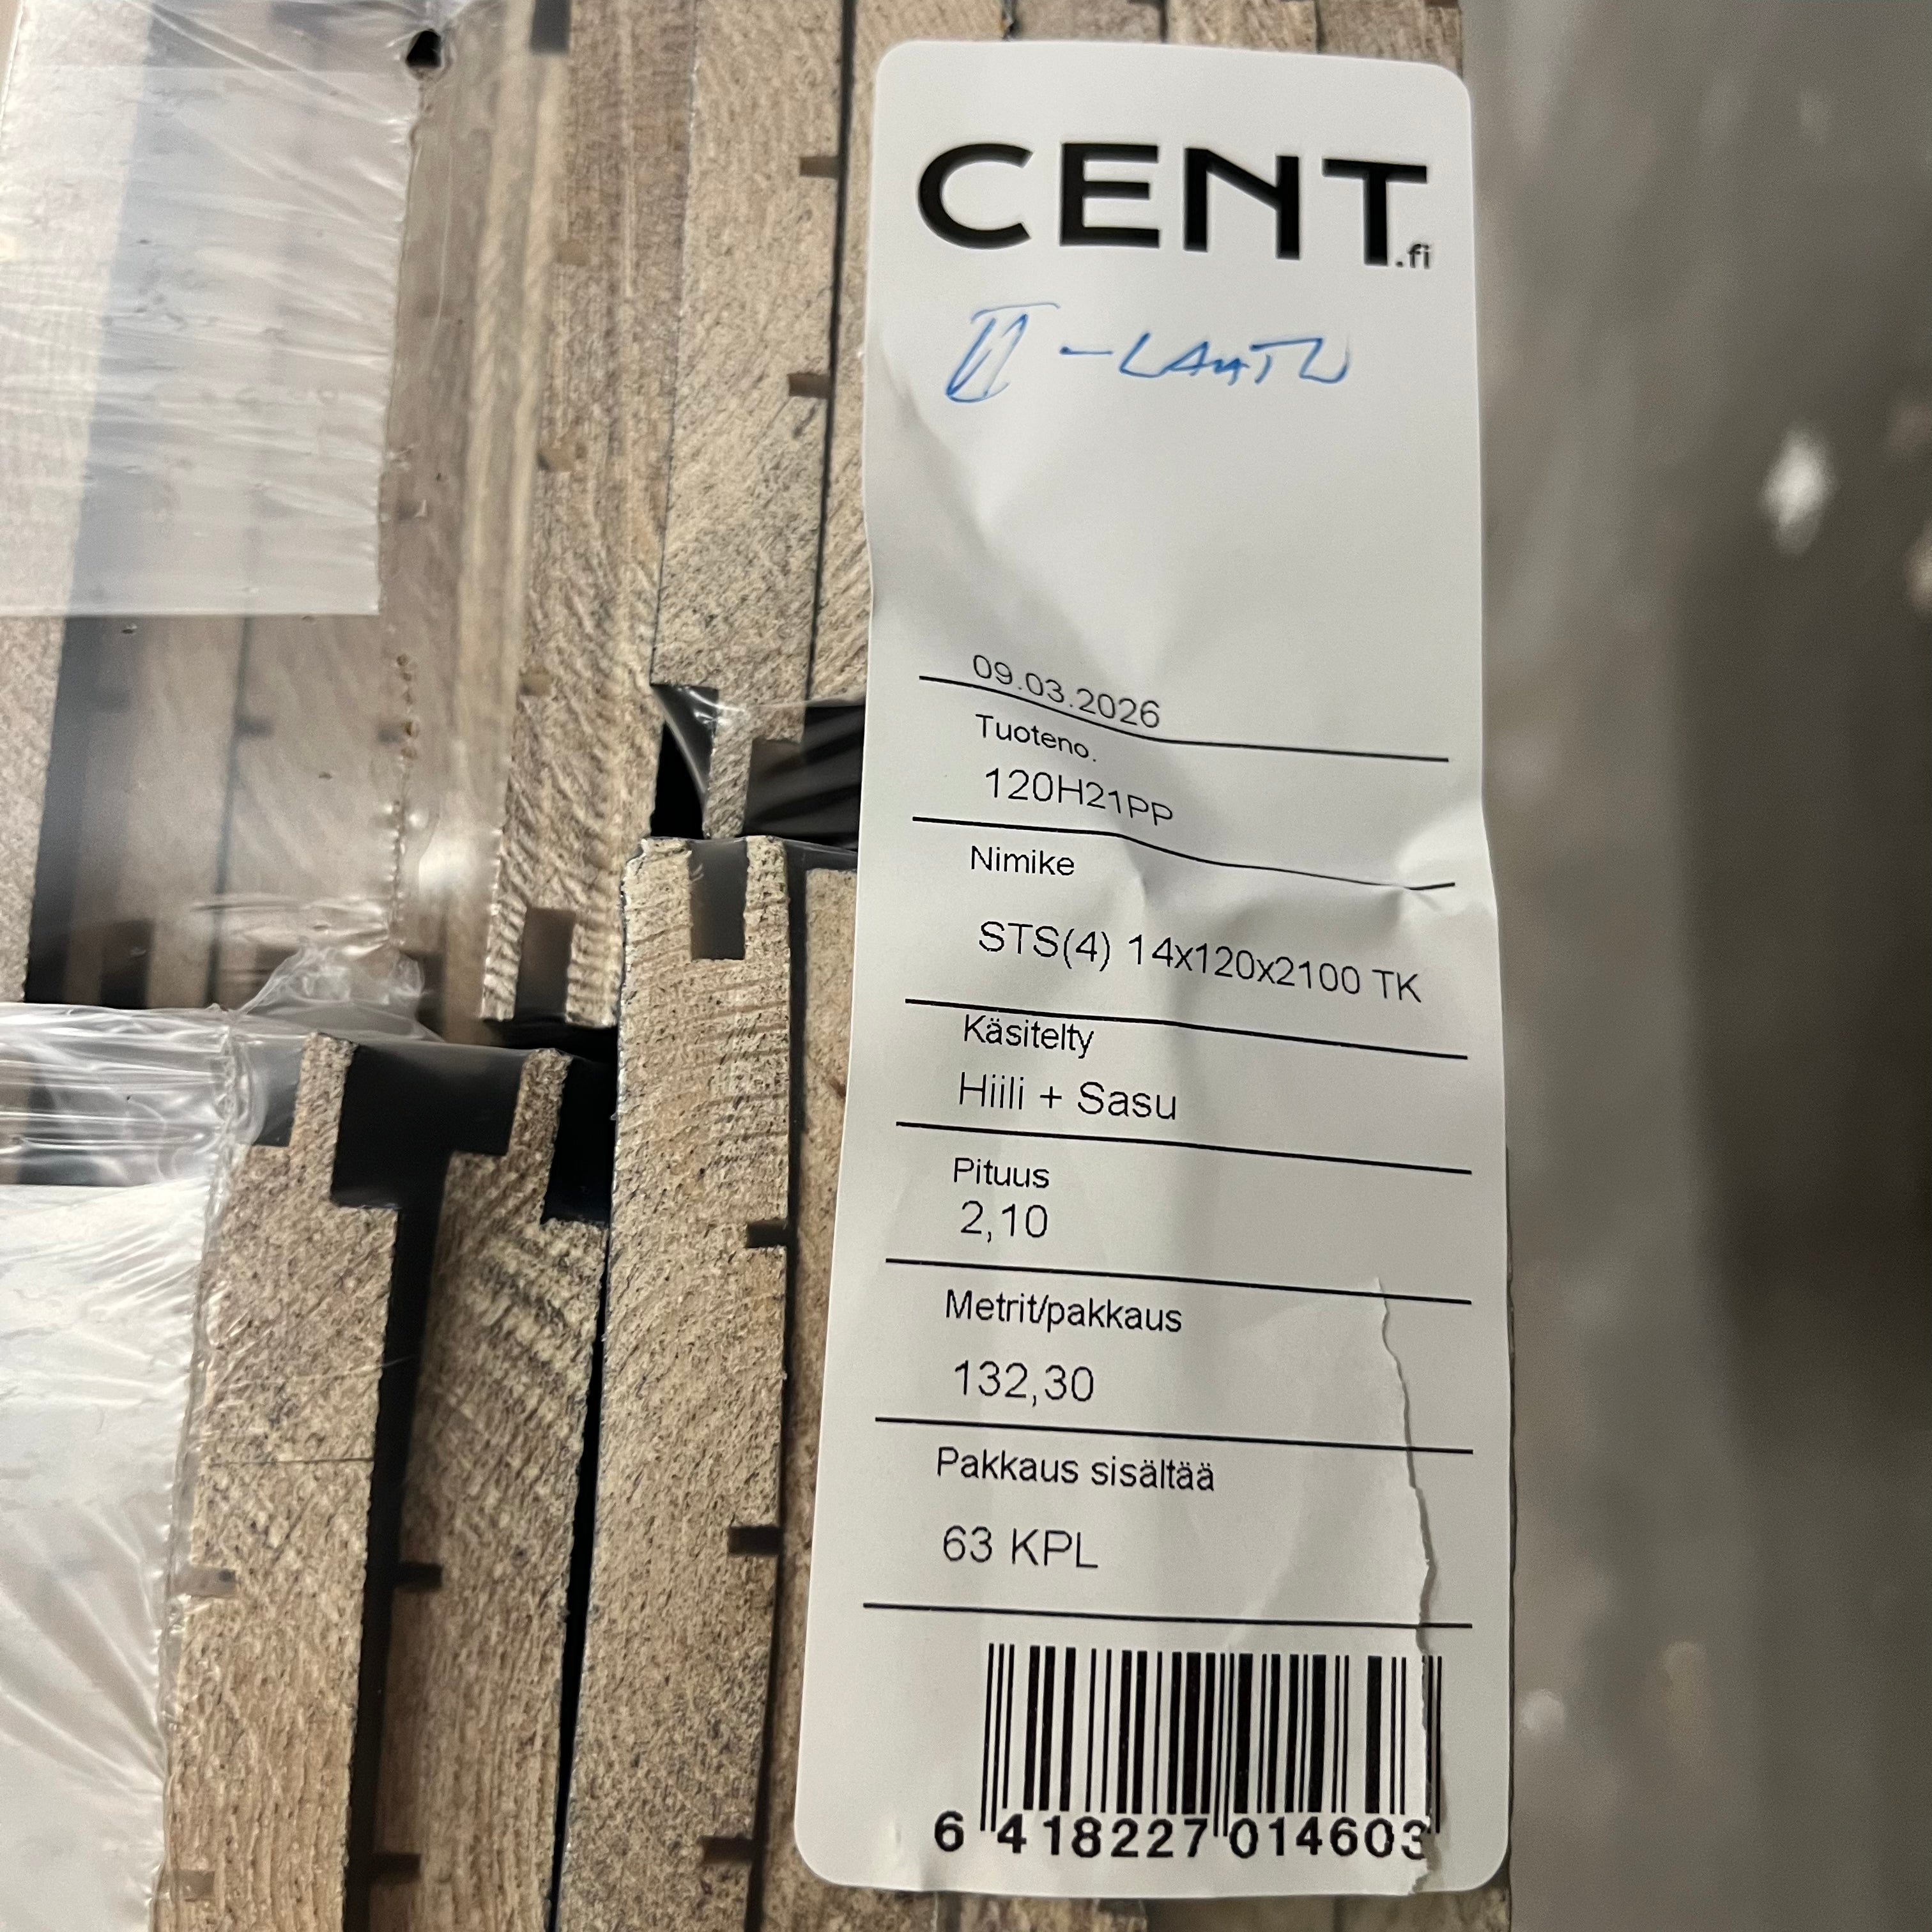 CENT.fi
II-LAATU
09.03.2026
Tuoteno.
120H21PP
Nimike
STS(4) 14x120x2100 TK
Käsitelty
Hiili + Sasu
Pituus
2,10
Metrit/pakkaus
132,30
Pakkaus sisältää
63 KPL
6 418227 014603